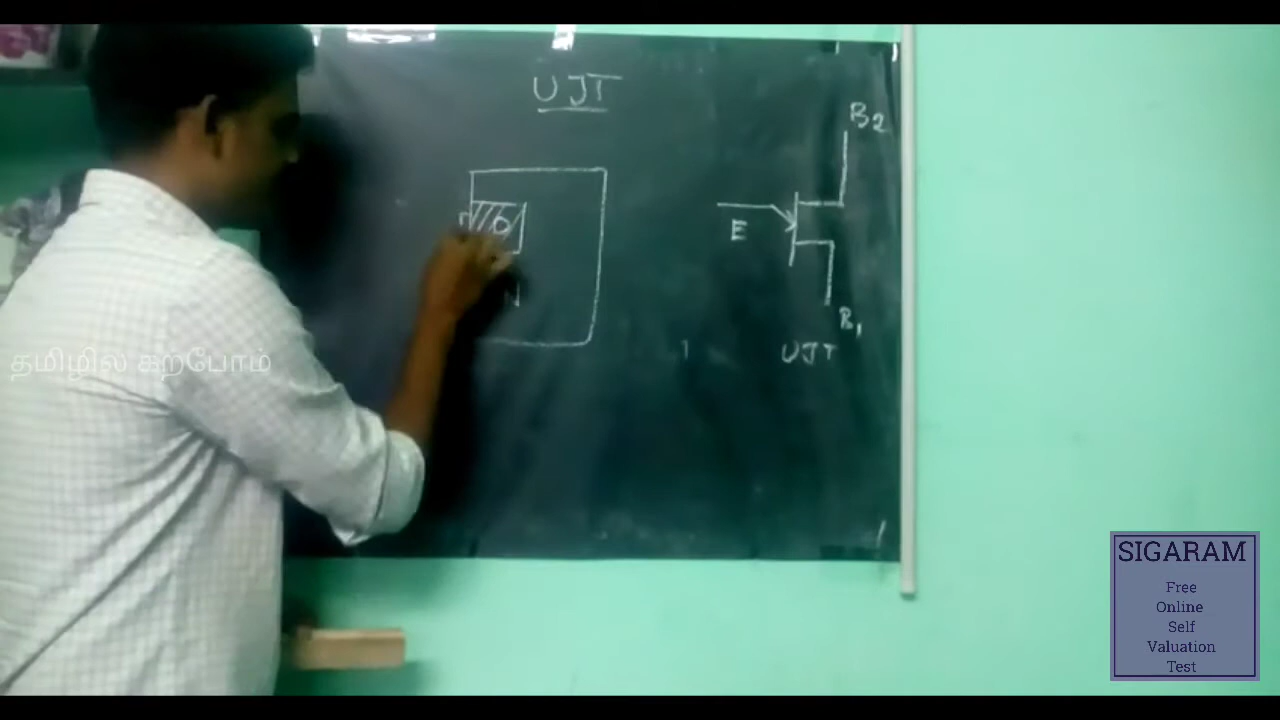 UJT
B2
E
B1
UJT
தமிழில கற்போம்
SIGARAM
Free
Online
Self
Valuation
Test